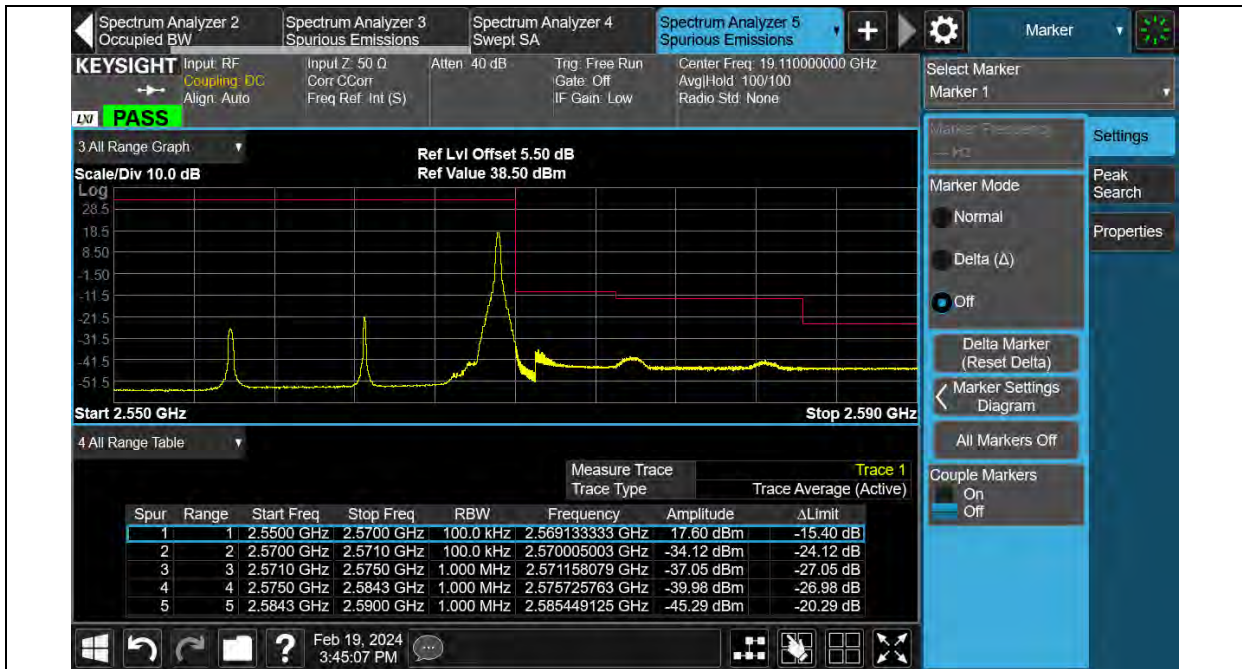 Spectrum Analyzer 2
Occupied BW
Spectrum Analyzer 3
Spurious Emissions
Spectrum Analyzer 4
Swept SA
Spectrum Analyzer 5
Spurious Emissions
+
Marker
KEYSIGHT
Input: RF
Coupling: DC
Align: Auto
Input Z: 50 Ω
Corr CCorr
Freq Ref: Int (S)
Atten: 40 dB
Trig: Free Run
Gate: Off
IF Gain: Low
Center Freq: 19.110000000 GHz
Avg|Hold: 100/100
Radio Std: None
LXI
PASS
Select Marker
Marker 1
Marker Frequency
--- Hz
Settings
Peak
Search
Properties
Marker Mode
Normal
Delta (Δ)
Off
Delta Marker
(Reset Delta)
Marker Settings
Diagram
All Markers Off
Couple Markers
On
Off
3 All Range Graph
Scale/Div 10.0 dB
Ref Lvl Offset 5.50 dB
Ref Value 38.50 dBm
Log
28.5
18.5
8.50
-1.50
-11.5
-21.5
-31.5
-41.5
-51.5
Start 2.550 GHz
Stop 2.590 GHz
4 All Range Table
Measure Trace Trace 1
Trace Type Trace Average (Active)
Spur Range Start Freq Stop Freq RBW Frequency Amplitude ΔLimit
1 1 2.5500 GHz 2.5700 GHz 100.0 kHz 2.569133333 GHz 17.60 dBm -15.40 dB
2 2 2.5700 GHz 2.5710 GHz 100.0 kHz 2.570005003 GHz -34.12 dBm -24.12 dB
3 3 2.5710 GHz 2.5750 GHz 1.000 MHz 2.571158079 GHz -37.05 dBm -27.05 dB
4 4 2.5750 GHz 2.5843 GHz 1.000 MHz 2.575725763 GHz -39.98 dBm -26.98 dB
5 5 2.5843 GHz 2.5900 GHz 1.000 MHz 2.585449125 GHz -45.29 dBm -20.29 dB
?
Feb 19, 2024
3:45:07 PM